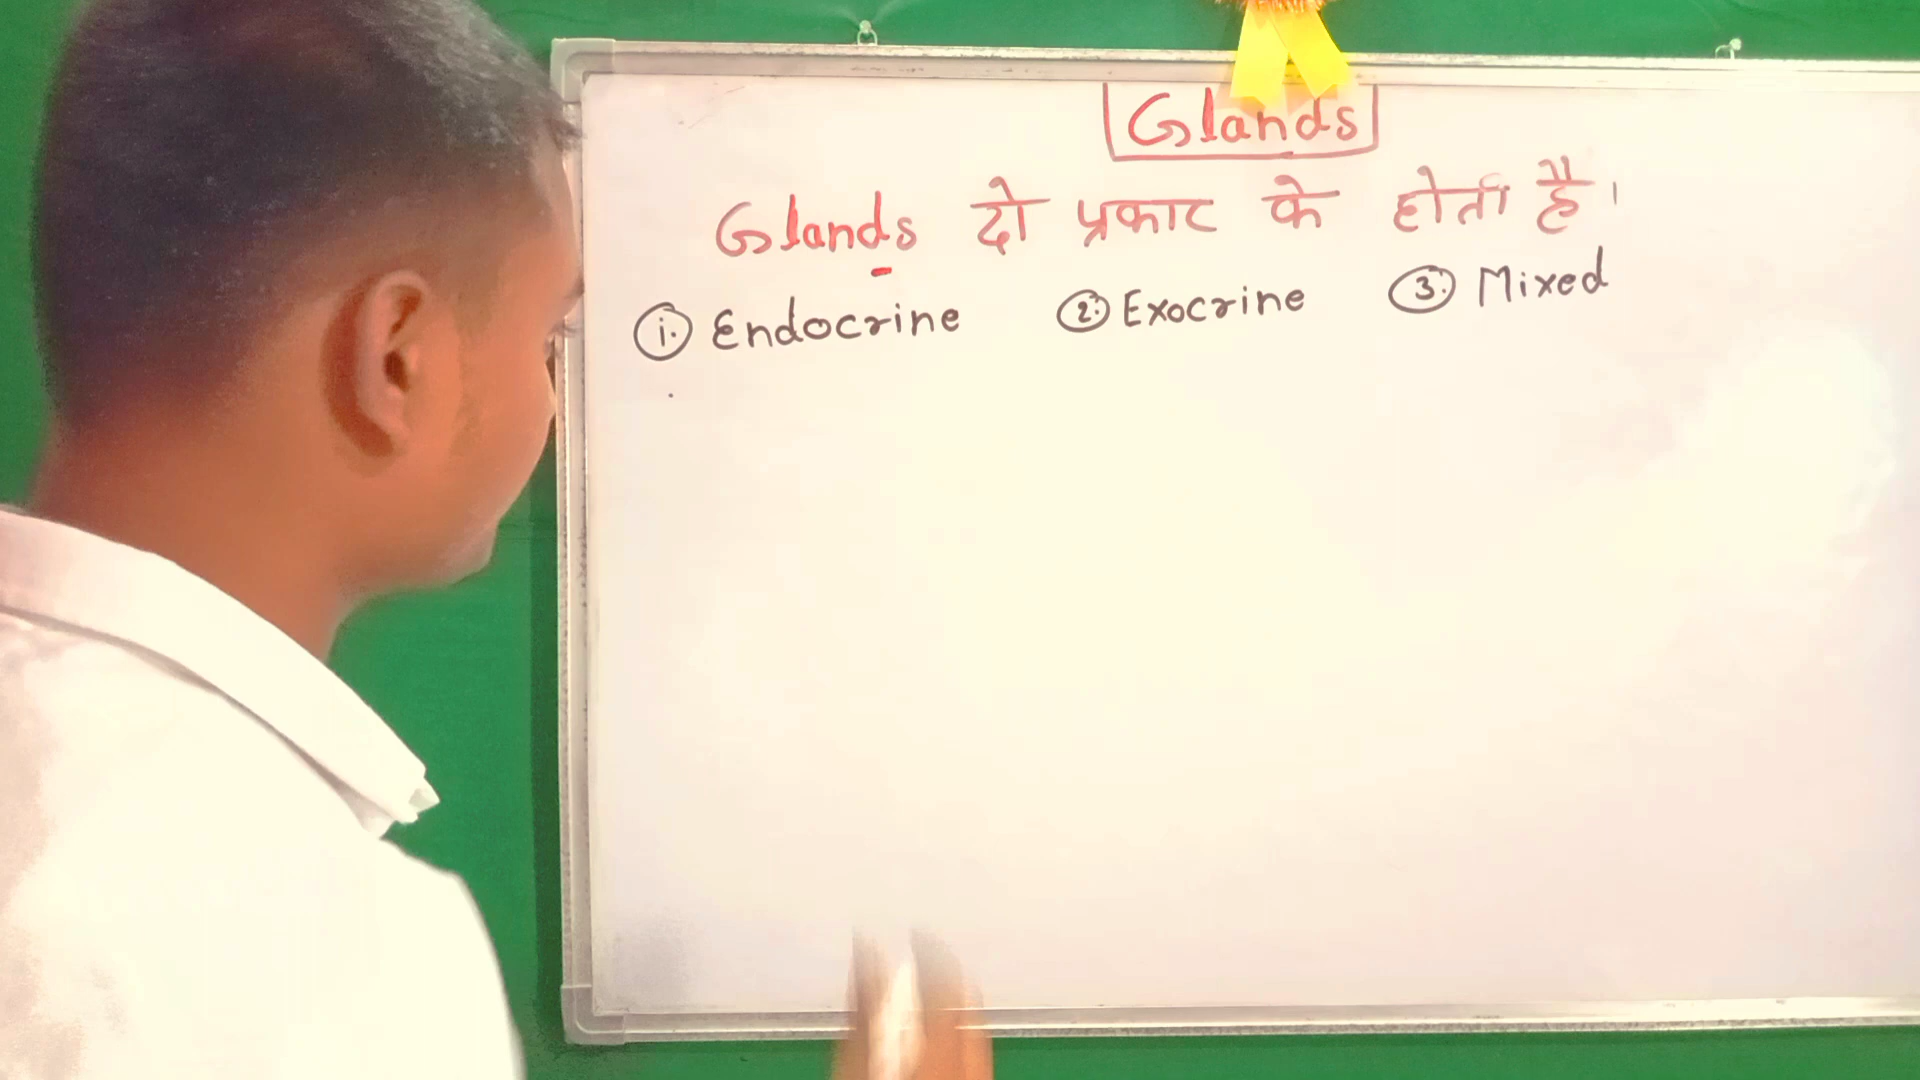 Glands
Glands दो प्रकार के होती है।
1. Endocrine 2. Exocrine 3. Mixed